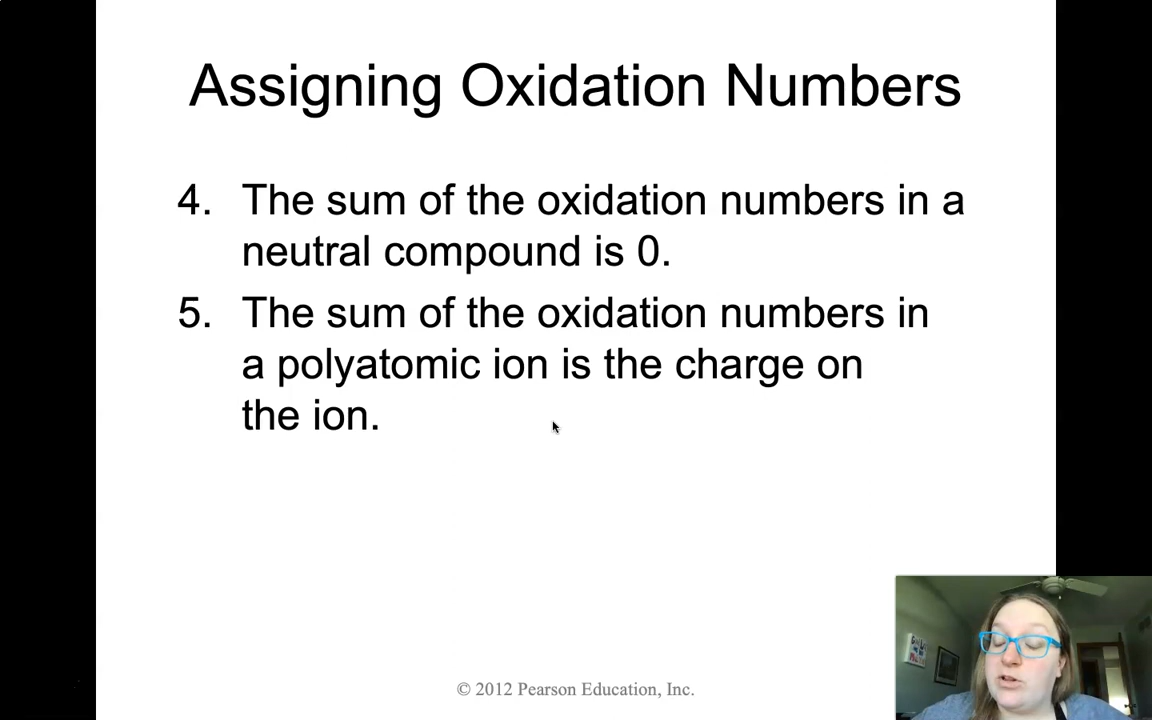 Assigning Oxidation Numbers
4. The sum of the oxidation numbers in a
neutral compound is 0.
5. The sum of the oxidation numbers in
a polyatomic ion is the charge on
the ion.
© 2012 Pearson Education, Inc.